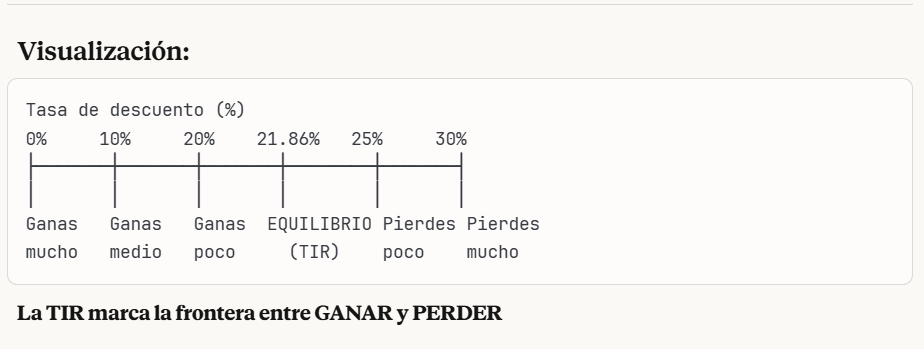 Visualización:
Tasa de descuento (%)
0% 10% 20% 21.86% 25% 30%
Ganas Ganas Ganas EQUILIBRIO Pierdes Pierdes
mucho medio poco (TIR) poco mucho
La TIR marca la frontera entre GANAR y PERDER